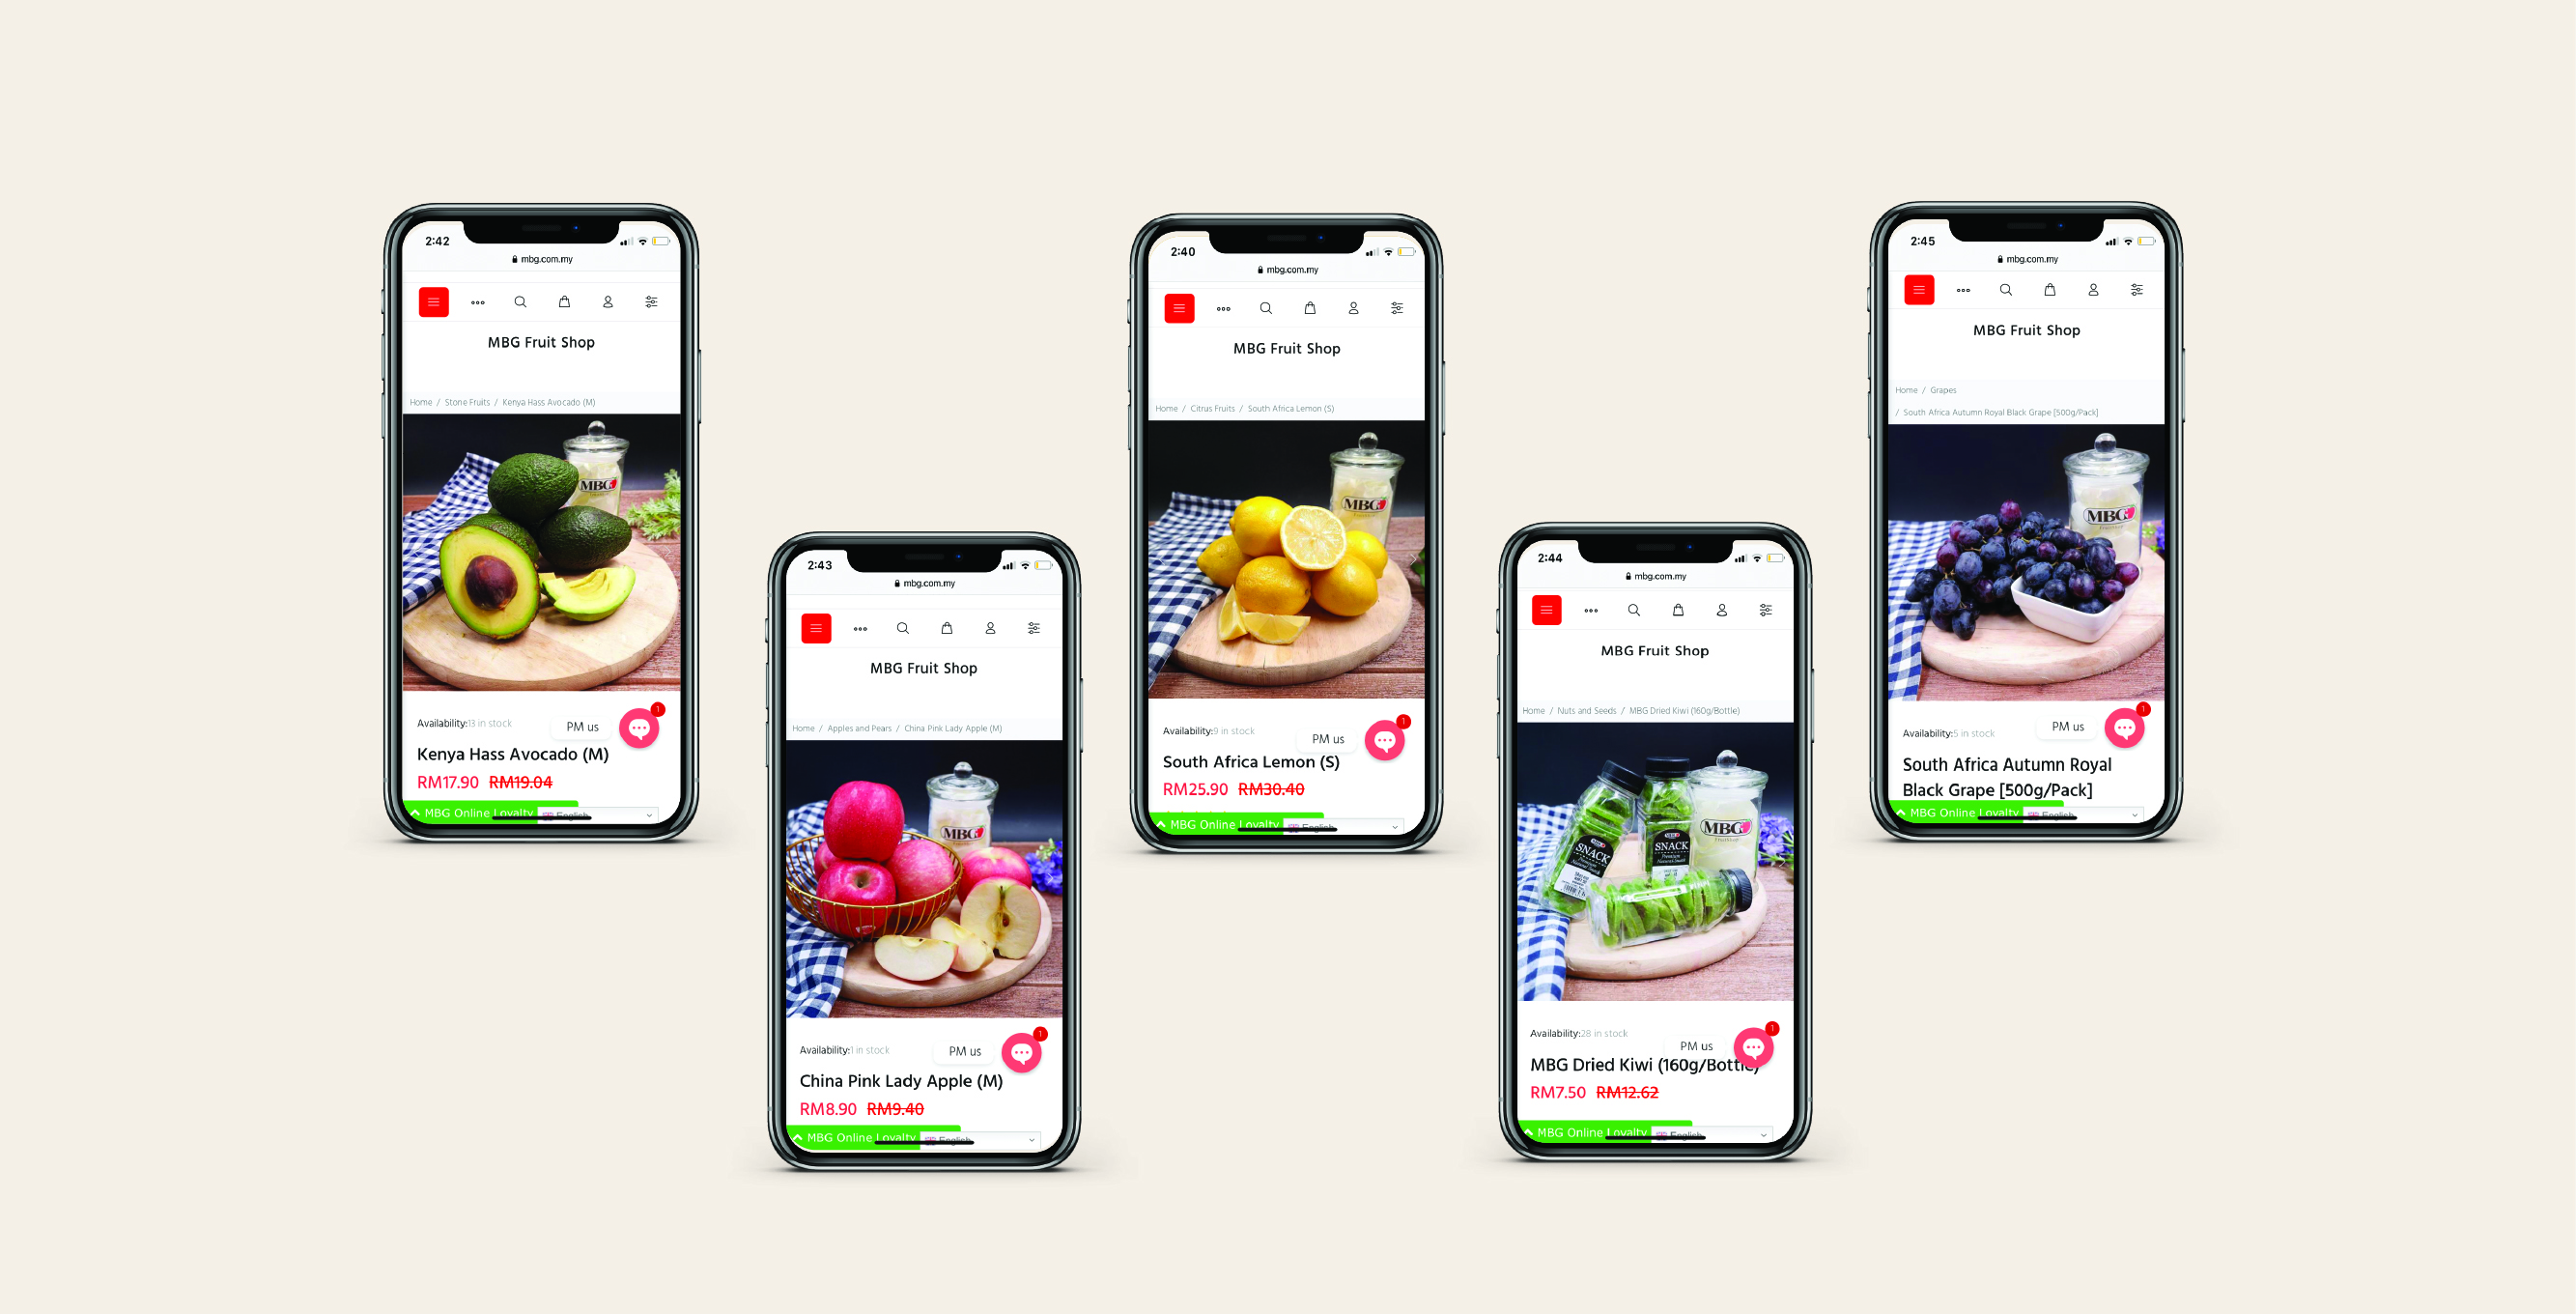 2:42
mbg.com.my
MBG Fruit Shop
Home / Stone Fruits / Kenya Hass Avocado (M)
MBG
Availability:13 in stock
PM us
1
Kenya Hass Avocado (M)
RM17.90 RM19.04
MBG Online Loyalty English
2:43
mbg.com.my
MBG Fruit Shop
Home / Apples and Pears / China Pink Lady Apple (M)
MBG
Availability:1 in stock
PM us
1
China Pink Lady Apple (M)
RM8.90 RM9.40
MBG Online Loyalty English
2:40
mbg.com.my
MBG Fruit Shop
Home / Citrus Fruits / South Africa Lemon (S)
MBG
Availability:9 in stock
PM us
1
South Africa Lemon (S)
RM25.90 RM30.40
MBG Online Loyalty English
2:44
mbg.com.my
MBG Fruit Shop
Home / Nuts and Seeds / MBG Dried Kiwi (160g/Bottle)
SNACK
SNACK
Premium
MBG
Availability:28 in stock
PM us
1
MBG Dried Kiwi (160g/Bottle)
RM7.50 RM12.62
MBG Online Loyalty English
2:45
mbg.com.my
MBG Fruit Shop
Home / Grapes
/ South Africa Autumn Royal Black Grape [500g/Pack]
MBG
Availability:5 in stock
PM us
1
South Africa Autumn Royal
Black Grape [500g/Pack]
MBG Online Loyalty English